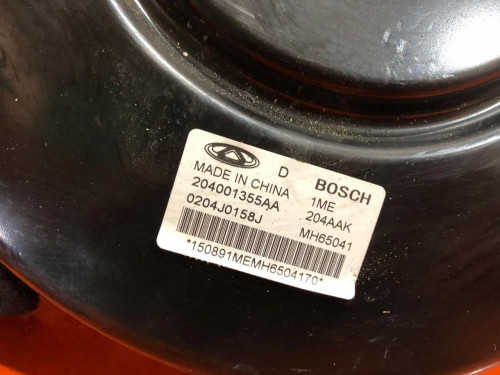 D BOSCH
MADE IN CHINA 1ME
204001355AA 204AAK
0204J0158J MH65041
*150891MEMH6504170*